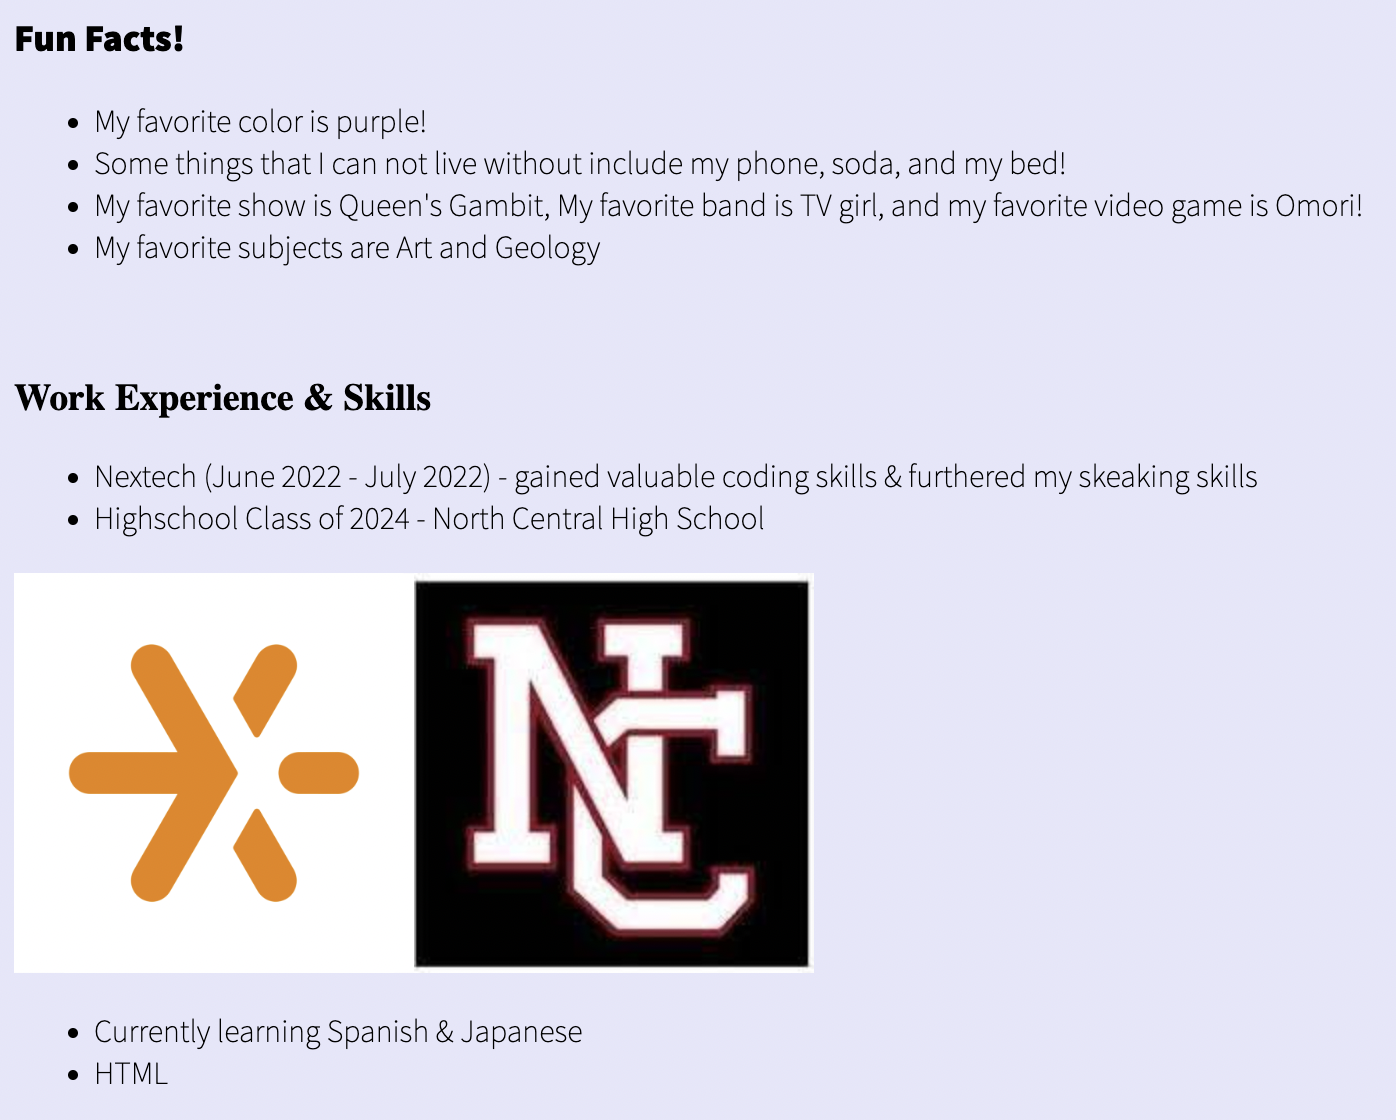 Fun Facts!
My favorite color is purple!
Some things that I can not live without include my phone, soda, and my bed!
My favorite show is Queen's Gambit, My favorite band is TV girl, and my favorite video game is Omori!
My favorite subjects are Art and Geology
Work Experience & Skills
Nextech (June 2022 - July 2022) - gained valuable coding skills & furthered my skeaking skills
Highschool Class of 2024 - North Central High School
NC
Currently learning Spanish & Japanese
HTML